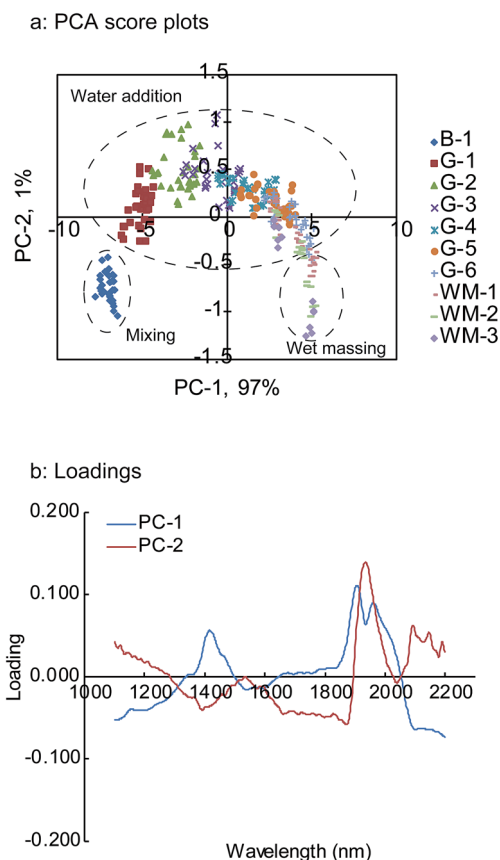 a: PCA score plots
1.5
Water addition
1
0.5
0
-10
-5
0
5
10
-0.5
-1
-1.5
Mixing
Wet massing
PC-2, 1%
PC-1, 97%
B-1
G-1
G-2
G-3
G-4
G-5
G-6
WM-1
WM-2
WM-3
b: Loadings
0.200
PC-1
PC-2
0.100
0.000
1000
1200
1400
1600
1800
2000
2200
-0.100
-0.200
Loading
Wavelength (nm)